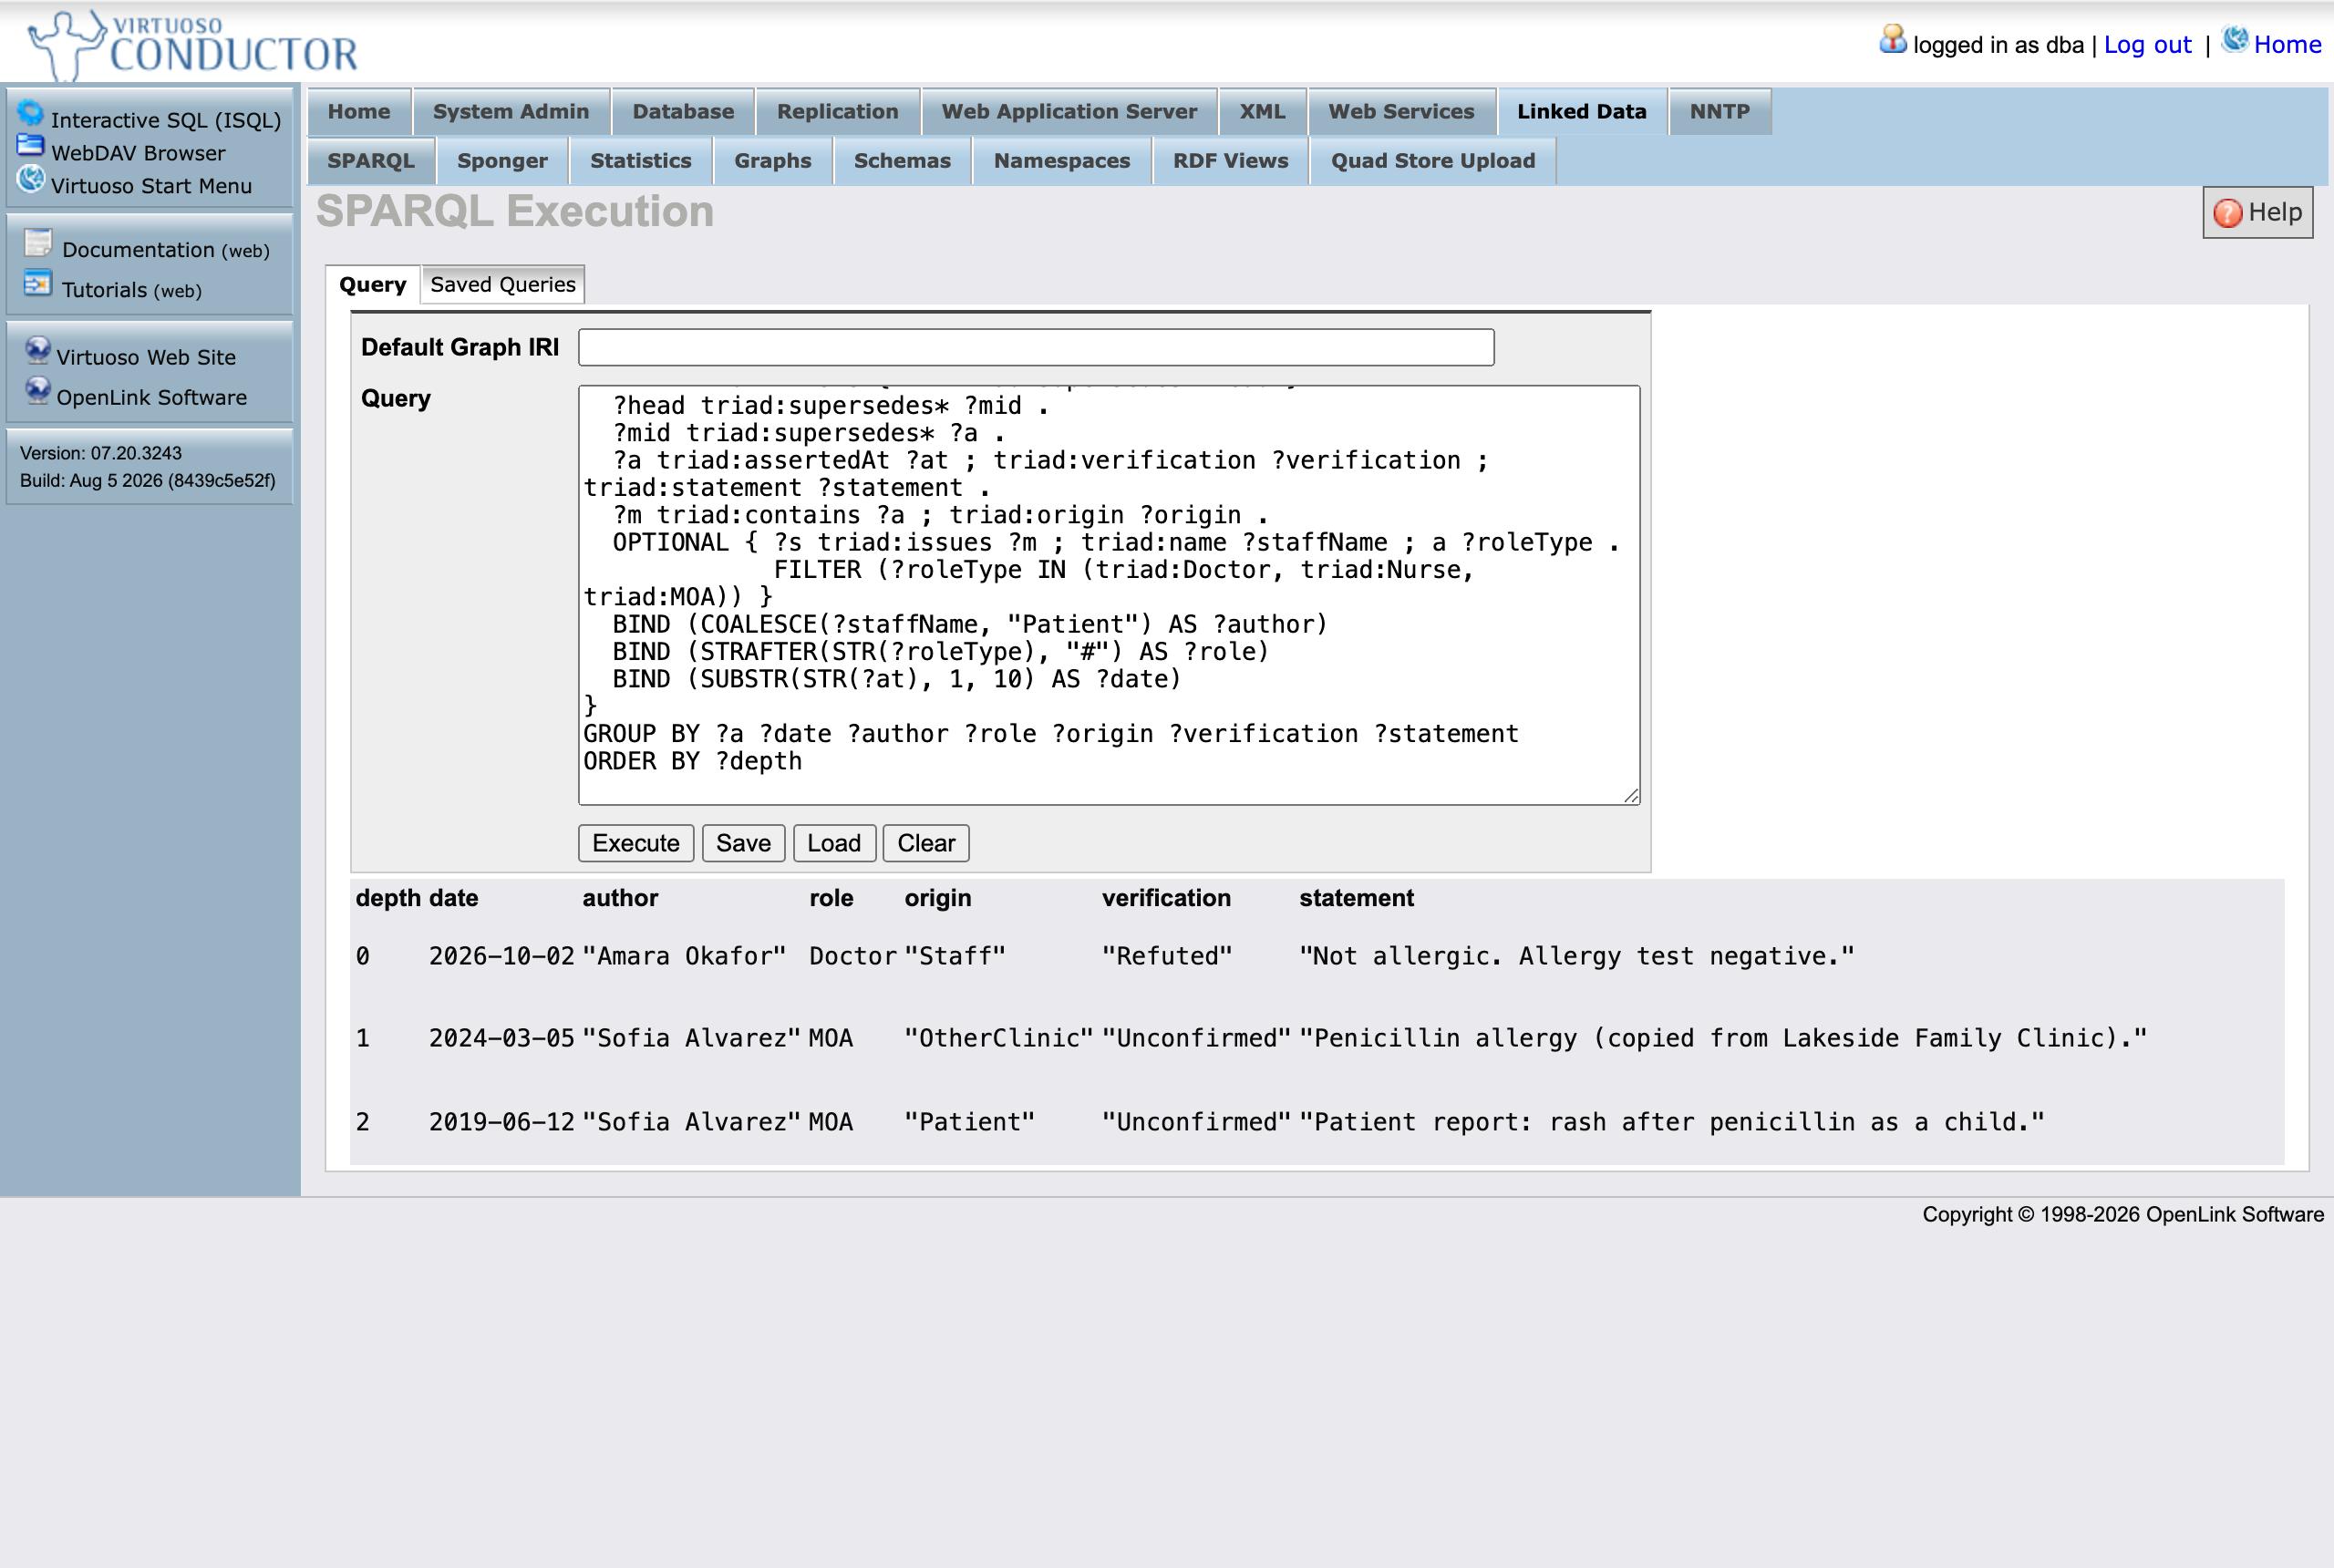 VIRTUOSO
CONDUCTOR
logged in as dba | Log out | Home
Interactive SQL (ISQL)
WebDAV Browser
Virtuoso Start Menu
Documentation (web)
Tutorials (web)
Virtuoso Web Site
OpenLink Software
Version: 07.20.3243
Build: Aug 5 2026 (8439c5e52f)
Home System Admin Database Replication Web Application Server XML Web Services Linked Data NNTP
SPARQL Sponger Statistics Graphs Schemas Namespaces RDF Views Quad Store Upload
SPARQL Execution
Help
Query Saved Queries
Default Graph IRI
Query
?head triad:supersedes* ?mid .
?mid triad:supersedes* ?a .
?a triad:assertedAt ?at ; triad:verification ?verification ;
triad:statement ?statement .
?m triad:contains ?a ; triad:origin ?origin .
OPTIONAL { ?s triad:issues ?m ; triad:name ?staffName ; a ?roleType .
FILTER (?roleType IN (triad:Doctor, triad:Nurse,
triad:MOA)) }
BIND (COALESCE(?staffName, "Patient") AS ?author)
BIND (STRAFTER(STR(?roleType), "#") AS ?role)
BIND (SUBSTR(STR(?at), 1, 10) AS ?date)
}
GROUP BY ?a ?date ?author ?role ?origin ?verification ?statement
ORDER BY ?depth
Execute Save Load Clear
depth date author role origin verification statement
0 2026-10-02 "Amara Okafor" Doctor "Staff" "Refuted" "Not allergic. Allergy test negative."
1 2024-03-05 "Sofia Alvarez" MOA "OtherClinic" "Unconfirmed" "Penicillin allergy (copied from Lakeside Family Clinic)."
2 2019-06-12 "Sofia Alvarez" MOA "Patient" "Unconfirmed" "Patient report: rash after penicillin as a child."
Copyright © 1998-2026 OpenLink Software